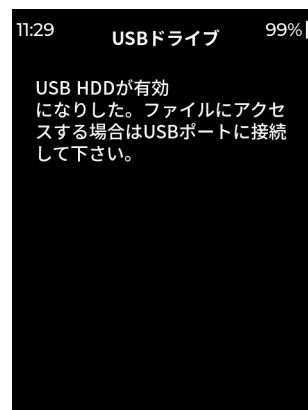 11:29
USBドライブ
99%
USB HDDが有効
になりした。ファイルにアクセ
スする場合はUSBポートに接続
して下さい。